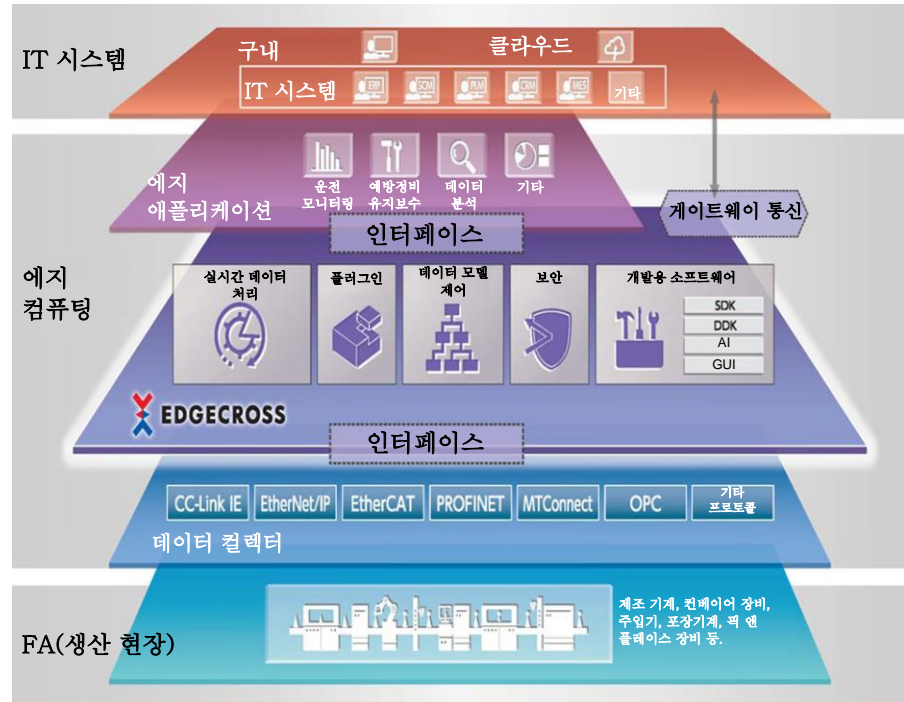 IT 시스템
구내
클라우드
IT 시스템
ERP
SCM
PLM
CRM
MES
기타
에지
애플리케이션
운전
모니터링
예방정비
유지보수
데이터
분석
기타
게이트웨이 통신
인터페이스
에지
컴퓨팅
실시간 데이터
처리
플러그인
데이터 모델
제어
보안
개발용 소프트웨어
SDK
DDK
AI
GUI
EDGECROSS
인터페이스
CC-Link IE
EtherNet/IP
EtherCAT
PROFINET
MTConnect
OPC
기타
프로토콜
데이터 컬렉터
FA(생산 현장)
제조 기계, 컨베이어 장비,
주입기, 포장기계, 픽 앤
플레이스 장비 등.